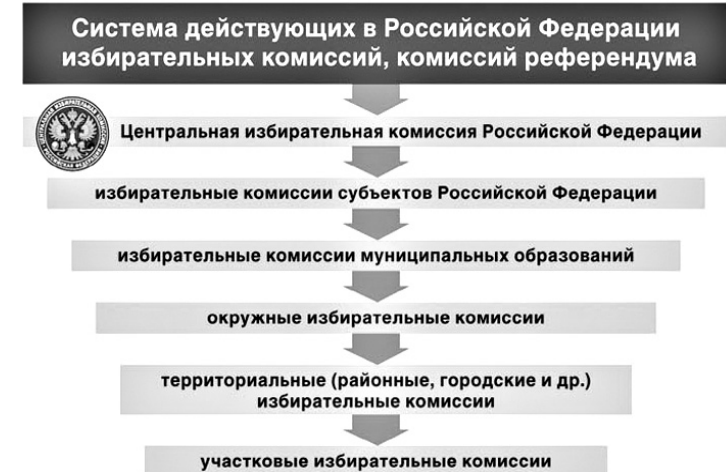 Система действующих в Российской Федерации
избирательных комиссий, комиссий референдума
Центральная избирательная комиссия Российской Федерации
избирательные комиссии субъектов Российской Федерации
избирательные комиссии муниципальных образований
окружные избирательные комиссии
территориальные (районные, городские и др.)
избирательные комиссии
участковые избирательные комиссии